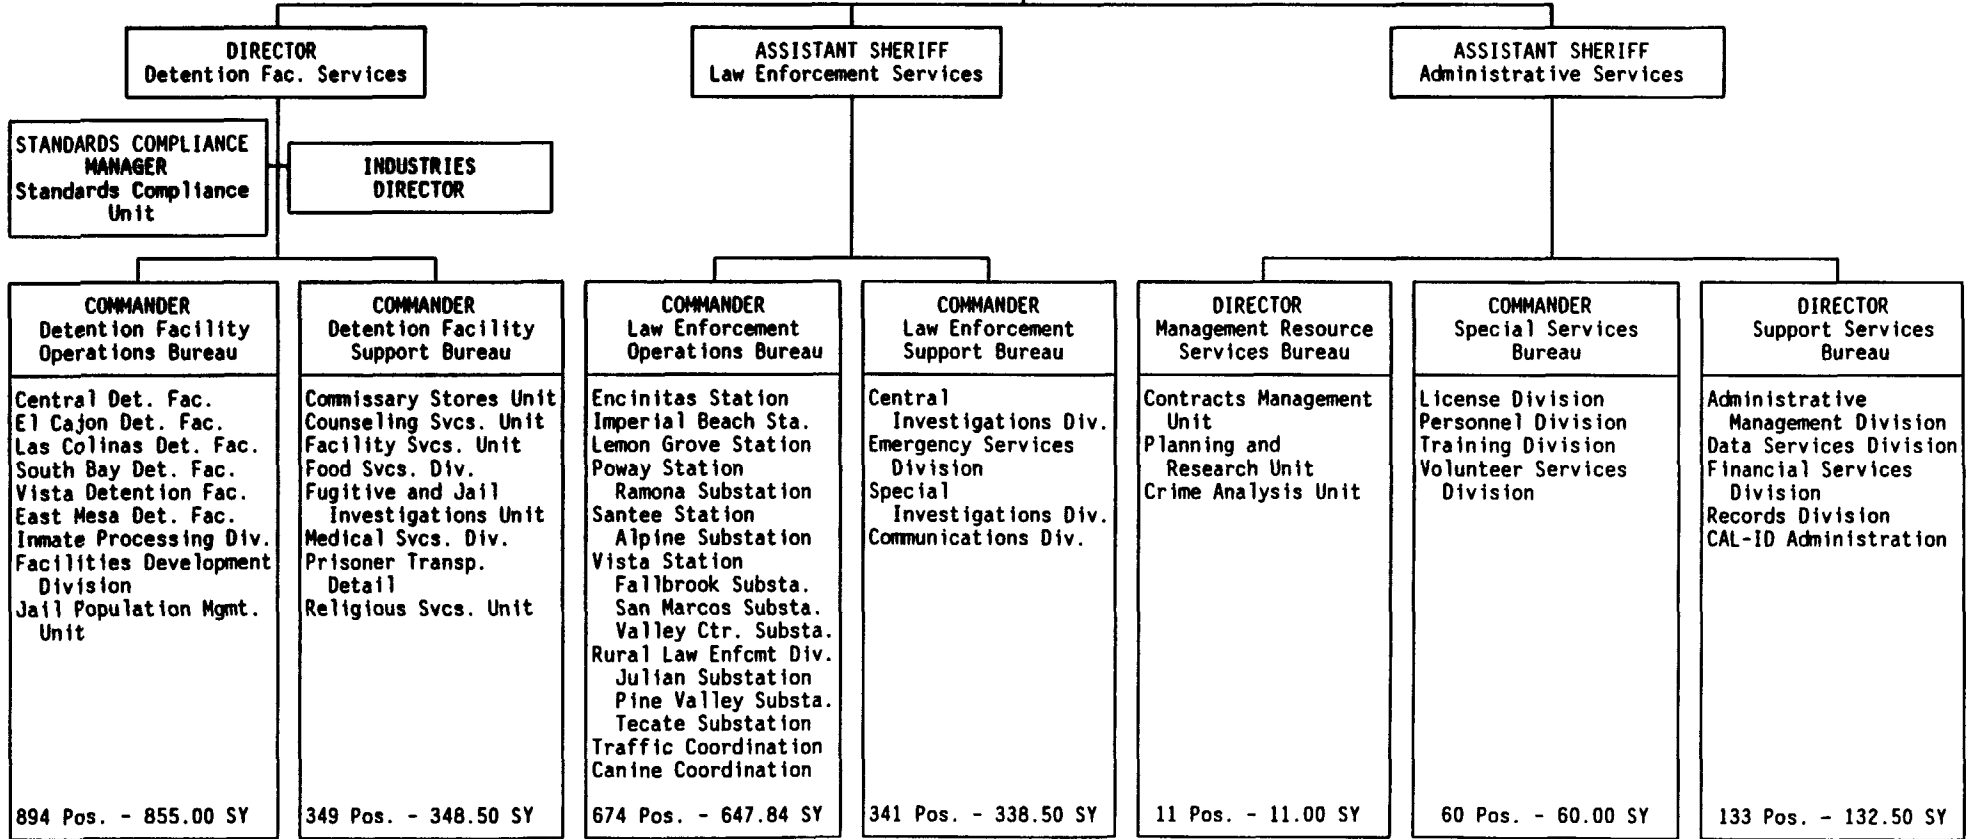 DIRECTOR
Detention Fac. Services
ASSISTANT SHERIFF
Law Enforcement Services
ASSISTANT SHERIFF
Administrative Services
STANDARDS COMPLIANCE
MANAGER
Standards Compliance
Unit
INDUSTRIES
DIRECTOR
COMMANDER
Detention Facility
Operations Bureau
Central Det. Fac.
El Cajon Det. Fac.
Las Colinas Det. Fac.
South Bay Det. Fac.
Vista Detention Fac.
East Mesa Det. Fac.
Inmate Processing Div.
Facilities Development
Division
Jail Population Mgmt.
Unit
894 Pos. - 855.00 SY
COMMANDER
Detention Facility
Support Bureau
Commissary Stores Unit
Counseling Svcs. Unit
Facility Svcs. Unit
Food Svcs. Div.
Fugitive and Jail
Investigations Unit
Medical Svcs. Div.
Prisoner Transp.
Detail
Religious Svcs. Unit
349 Pos. - 348.50 SY
COMMANDER
Law Enforcement
Operations Bureau
Encinitas Station
Imperial Beach Sta.
Lemon Grove Station
Poway Station
Ramona Substation
Santee Station
Alpine Substation
Vista Station
Fallbrook Substa.
San Marcos Substa.
Valley Ctr. Substa.
Rural Law Enfcmt Div.
Julian Substation
Pine Valley Substa.
Tecate Substation
Traffic Coordination
Canine Coordination
674 Pos. - 647.84 SY
COMMANDER
Law Enforcement
Support Bureau
Central
Investigations Div.
Emergency Services
Division
Special
Investigations Div.
Communications Div.
341 Pos. - 338.50 SY
DIRECTOR
Management Resource
Services Bureau
Contracts Management
Unit
Planning and
Research Unit
Crime Analysis Unit
11 Pos. - 11.00 SY
COMMANDER
Special Services
Bureau
License Division
Personnel Division
Training Division
Volunteer Services
Division
60 Pos. - 60.00 SY
DIRECTOR
Support Services
Bureau
Administrative
Management Division
Data Services Division
Financial Services
Division
Records Division
CAL-ID Administration
133 Pos. - 132.50 SY